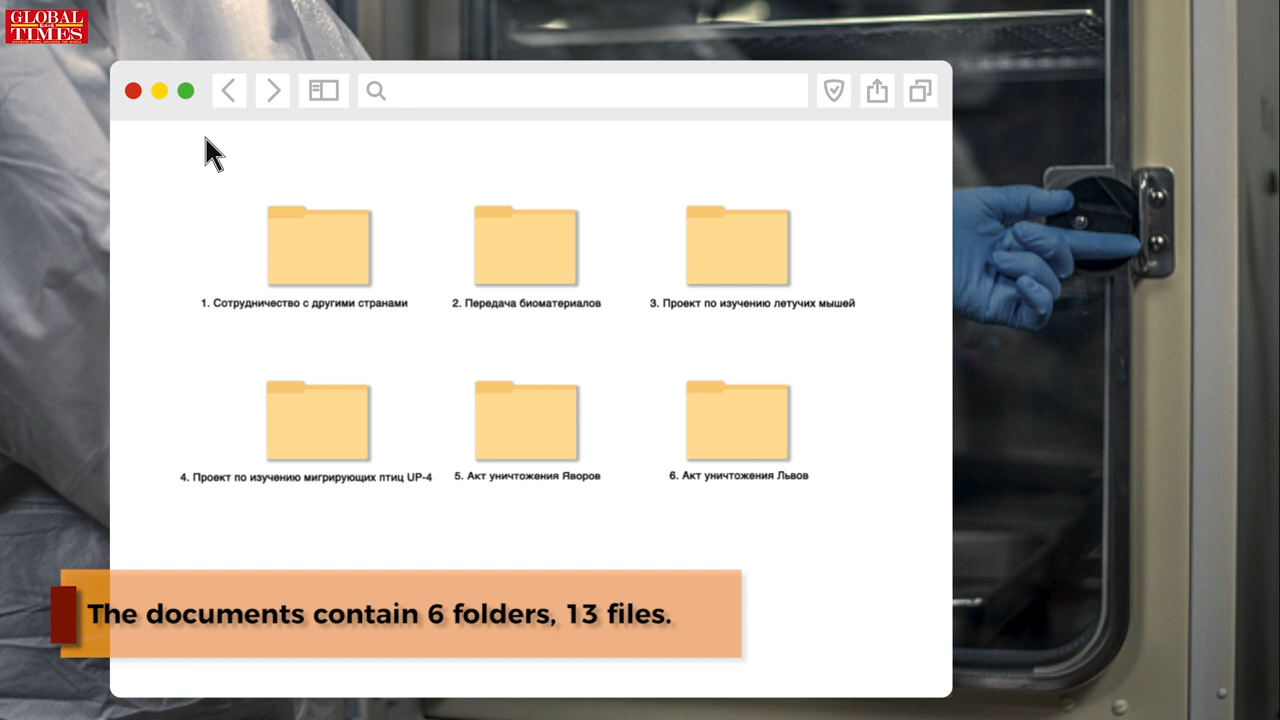 GLOBAL
TIMES
1. Сотрудничество с другими странами
2. Передача биоматериалов
3. Проект по изучению летучих мышей
4. Проект по изучению мигрирующих птиц UP-4
5. Акт уничтожения Яворов
6. Акт уничтожения Львов
The documents contain 6 folders, 13 files.